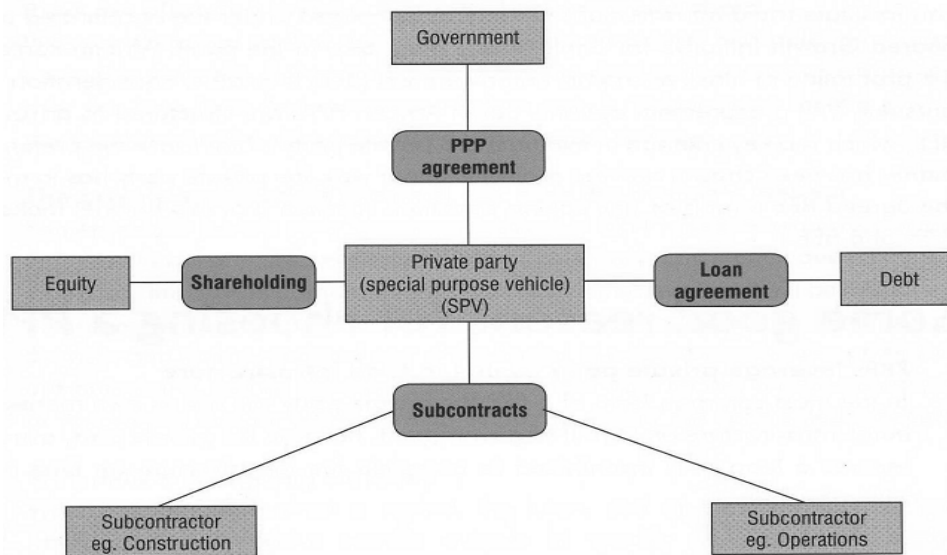 Government
PPP
agreement
Equity
Shareholding
Private party
(special purpose vehicle)
(SPV)
Loan
agreement
Debt
Subcontracts
Subcontractor
eg. Construction
Subcontractor
eg. Operations